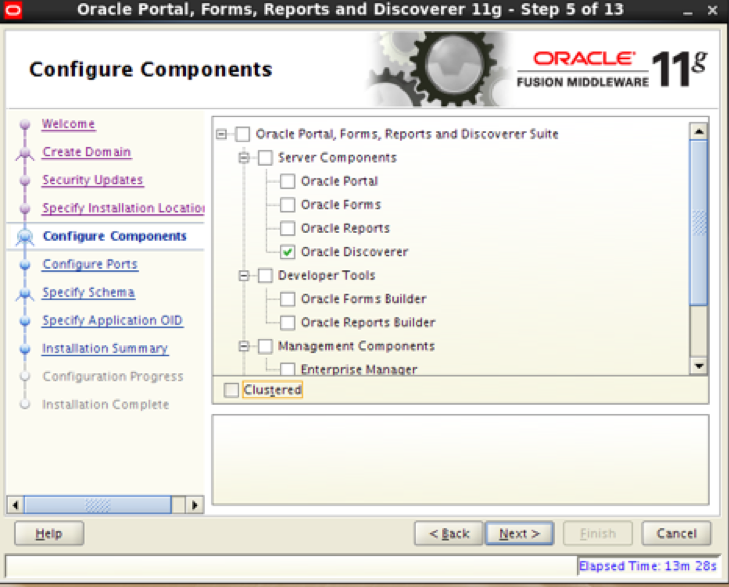 Oracle Portal, Forms, Reports and Discoverer 11g - Step 5 of 13
Configure Components
ORACLE
FUSION MIDDLEWARE
11g
Welcome
Create Domain
Security Updates
Specify Installation Location
Configure Components
Configure Ports
Specify Schema
Specify Application OID
Installation Summary
Configuration Progress
Installation Complete
Oracle Portal, Forms, Reports and Discoverer Suite
Server Components
Oracle Portal
Oracle Forms
Oracle Reports
Oracle Discoverer
Developer Tools
Oracle Forms Builder
Oracle Reports Builder
Management Components
Enterprise Manager
Clustered
Help
< Back
Next >
Finish
Cancel
Elapsed Time: 13m 28s